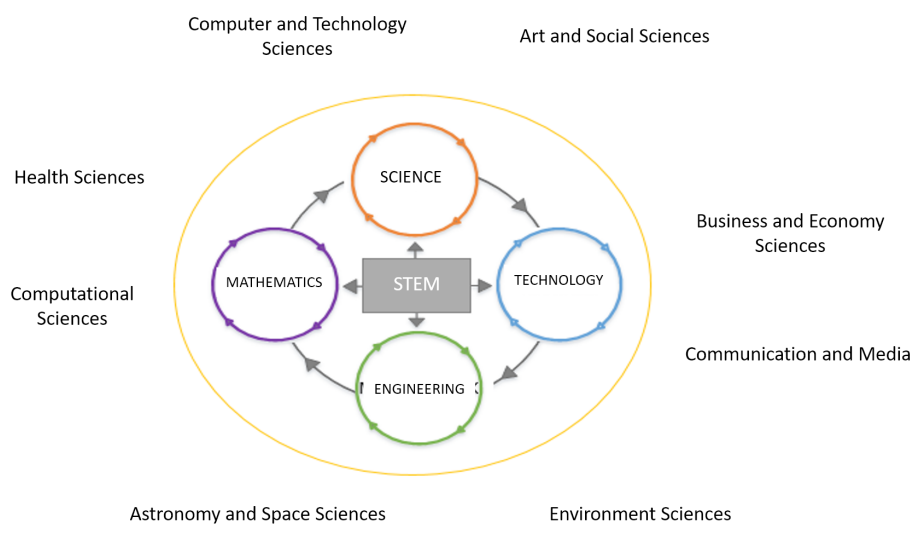 Computer and Technology
Sciences
Art and Social Sciences
SCIENCE
Health Sciences
Business and Economy
Sciences
MATHEMATICS
STEM
TECHNOLOGY
Computational
Sciences
Communication and Media
ENGINEERING
Astronomy and Space Sciences
Environment Sciences